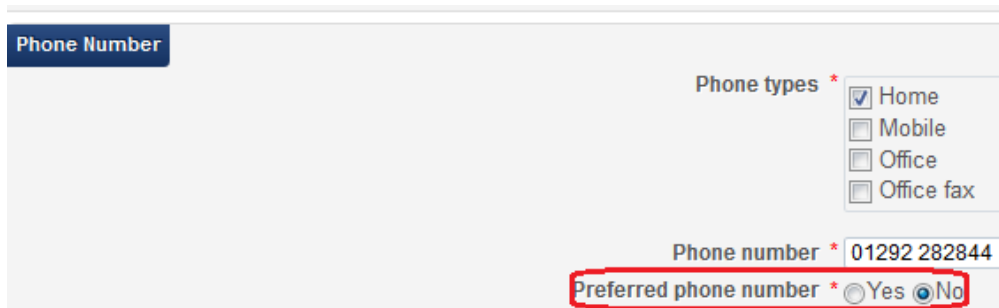 Phone Number
Phone types *
Home
Mobile
Office
Office fax
Phone number * 01292 282844
Preferred phone number * Yes No